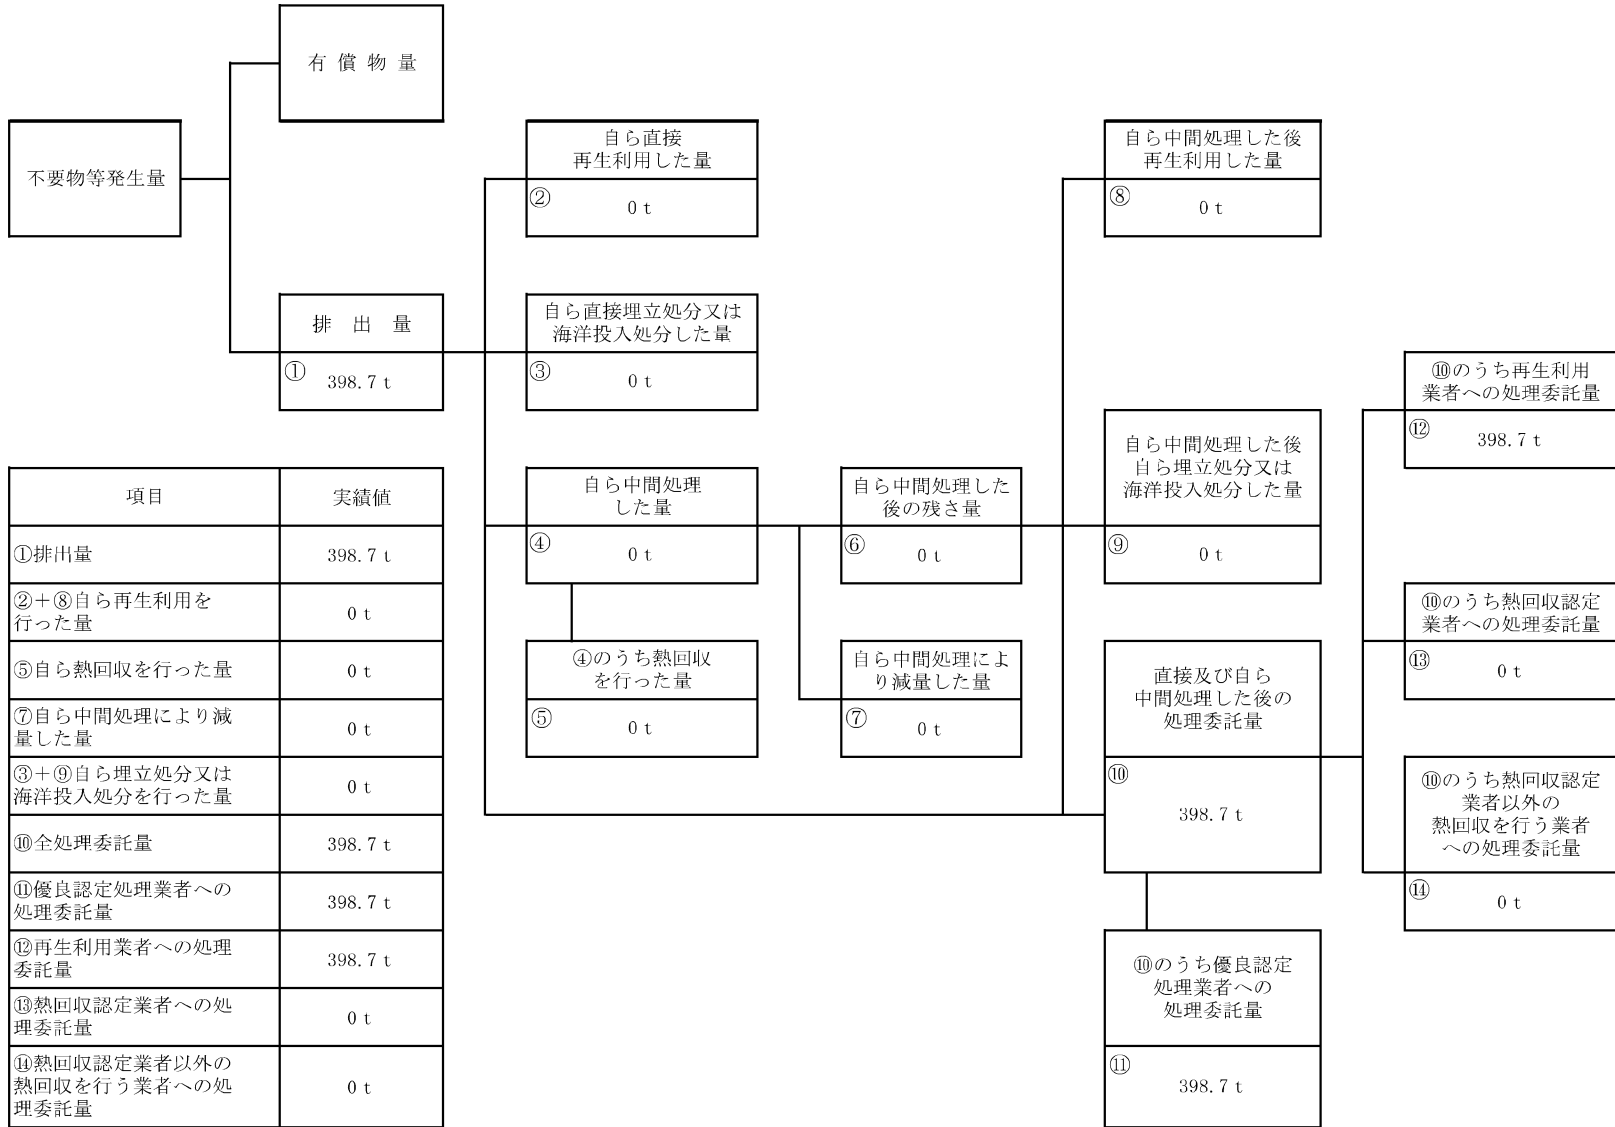 有 償 物 量
不要物等発生量
自ら直接
再生利用した量
② 0 t
自ら中間処理した後
再生利用した量
⑧ 0 t
排 出 量
① 398.7 t
自ら直接埋立処分又は
海洋投入処分した量
③ 0 t
⑩のうち再生利用
業者への処理委託量
⑫ 398.7 t
自ら中間処理した後
自ら埋立処分又は
海洋投入処分した量
⑨ 0 t
自ら中間処理
した量
④ 0 t
自ら中間処理した
後の残さ量
⑥ 0 t
④のうち熱回収
を行った量
⑤ 0 t
自ら中間処理によ
り減量した量
⑦ 0 t
直接及び自ら
中間処理した後の
処理委託量
⑩ 398.7 t
⑩のうち熱回収認定
業者への処理委託量
⑬ 0 t
⑩のうち熱回収認定
業者以外の
熱回収を行う業者
への処理委託量
⑭ 0 t
⑩のうち優良認定
処理業者への
処理委託量
⑪ 398.7 t
項目 実績値
①排出量 398.7 t
②＋⑧自ら再生利用を
行った量 0 t
⑤自ら熱回収を行った量 0 t
⑦自ら中間処理により減
量した量 0 t
③＋⑨自ら埋立処分又は
海洋投入処分を行った量 0 t
⑩全処理委託量 398.7 t
⑪優良認定処理業者への
処理委託量 398.7 t
⑫再生利用業者への処理
委託量 398.7 t
⑬熱回収認定業者への処
理委託量 0 t
⑭熱回収認定業者以外の
熱回収を行う業者への処
理委託量 0 t